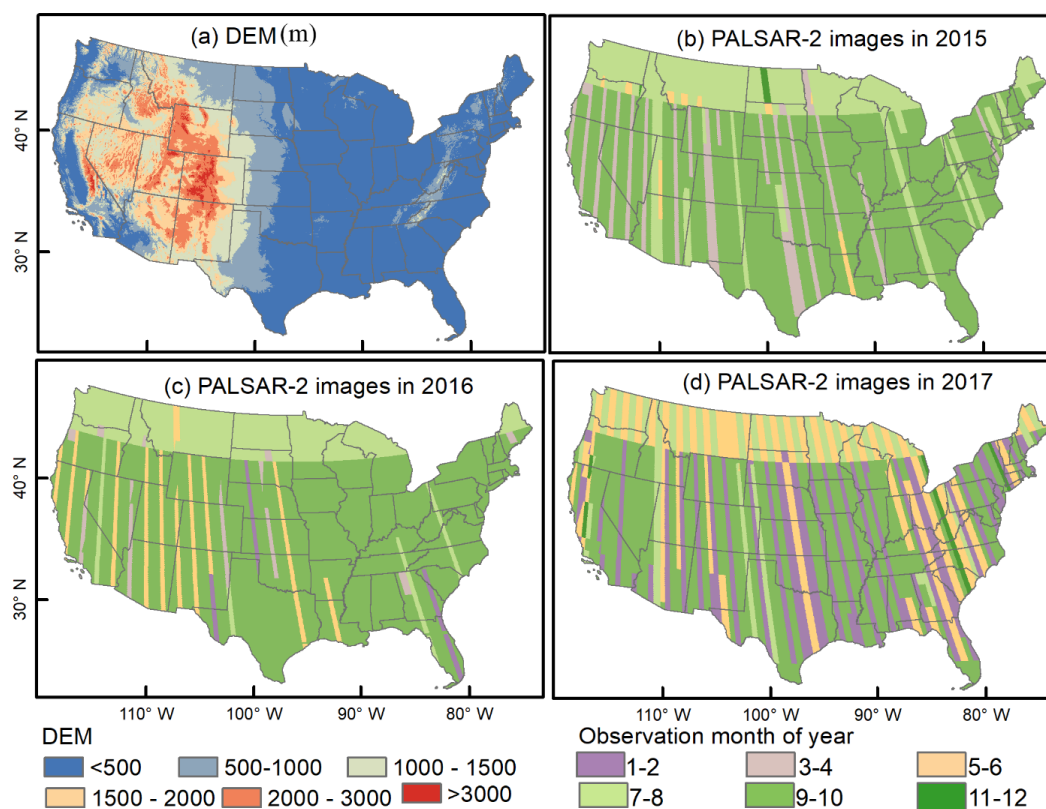 (a) DEM(m)
(b) PALSAR-2 images in 2015
40° N
30° N
(c) PALSAR-2 images in 2016
(d) PALSAR-2 images in 2017
40° N
30° N
110° W
100° W
90° W
80° W
110° W
100° W
90° W
80° W
DEM
<500
500-1000
1000 - 1500
1500 - 2000
2000 - 3000
>3000
Observation month of year
1-2
3-4
5-6
7-8
9-10
11-12